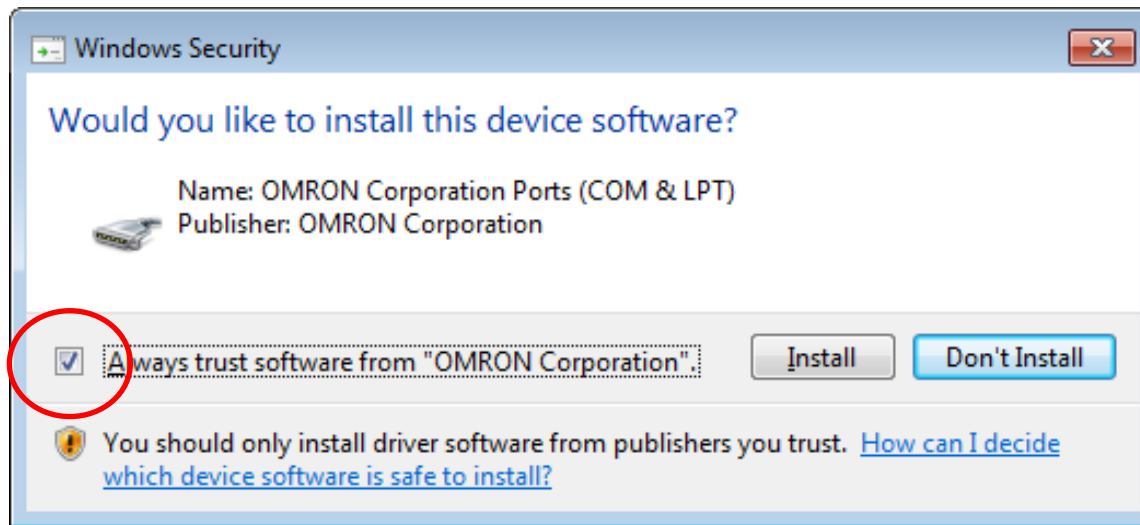 Windows Security
Would you like to install this device software?
Name: OMRON Corporation Ports (COM & LPT)
Publisher: OMRON Corporation
Always trust software from "OMRON Corporation".
Install
Don't Install
You should only install driver software from publishers you trust. How can I decide
which device software is safe to install?